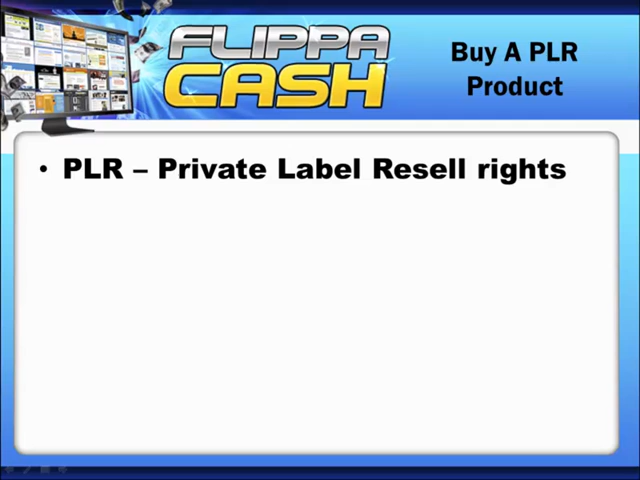 FLIPPA
CASH
Buy A PLR
Product
• PLR – Private Label Resell rights